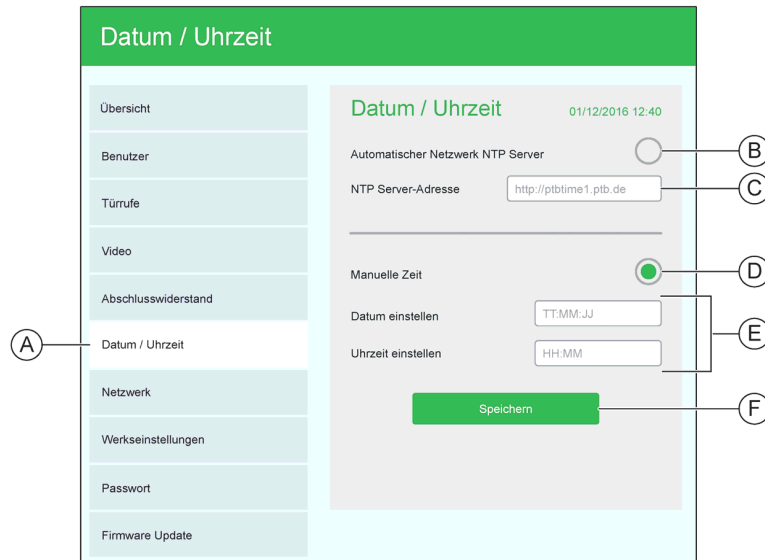 Datum / Uhrzeit
Übersicht
Benutzer
Türrufe
Video
Abschlusswiderstand
Datum / Uhrzeit
Netzwerk
Werkseinstellungen
Passwort
Firmware Update
Datum / Uhrzeit 01/12/2016 12:40
Automatischer Netzwerk NTP Server
NTP Server-Adresse http://ptbtime1.ptb.de
Manuelle Zeit
Datum einstellen TT:MM:JJ
Uhrzeit einstellen HH:MM
Speichern
A
B
C
D
E
F